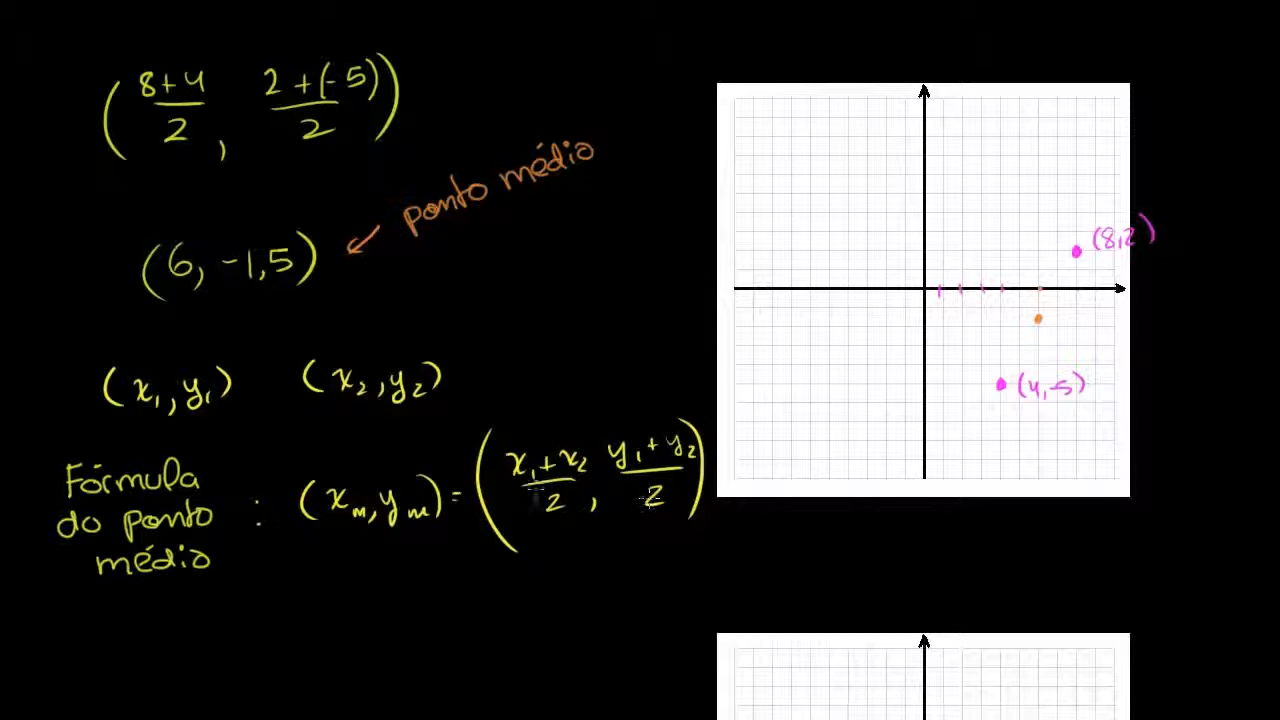 (8+4/2, 2+(-5)/2)
ponto médio
(6, -1,5)
(8,2)
(x₁,y₁) (x₂,y₂)
(4,-5)
Fórmula
do ponto
médio
: (xₘ,yₘ) = (x₁+x₂/2, y₁+y₂/2)